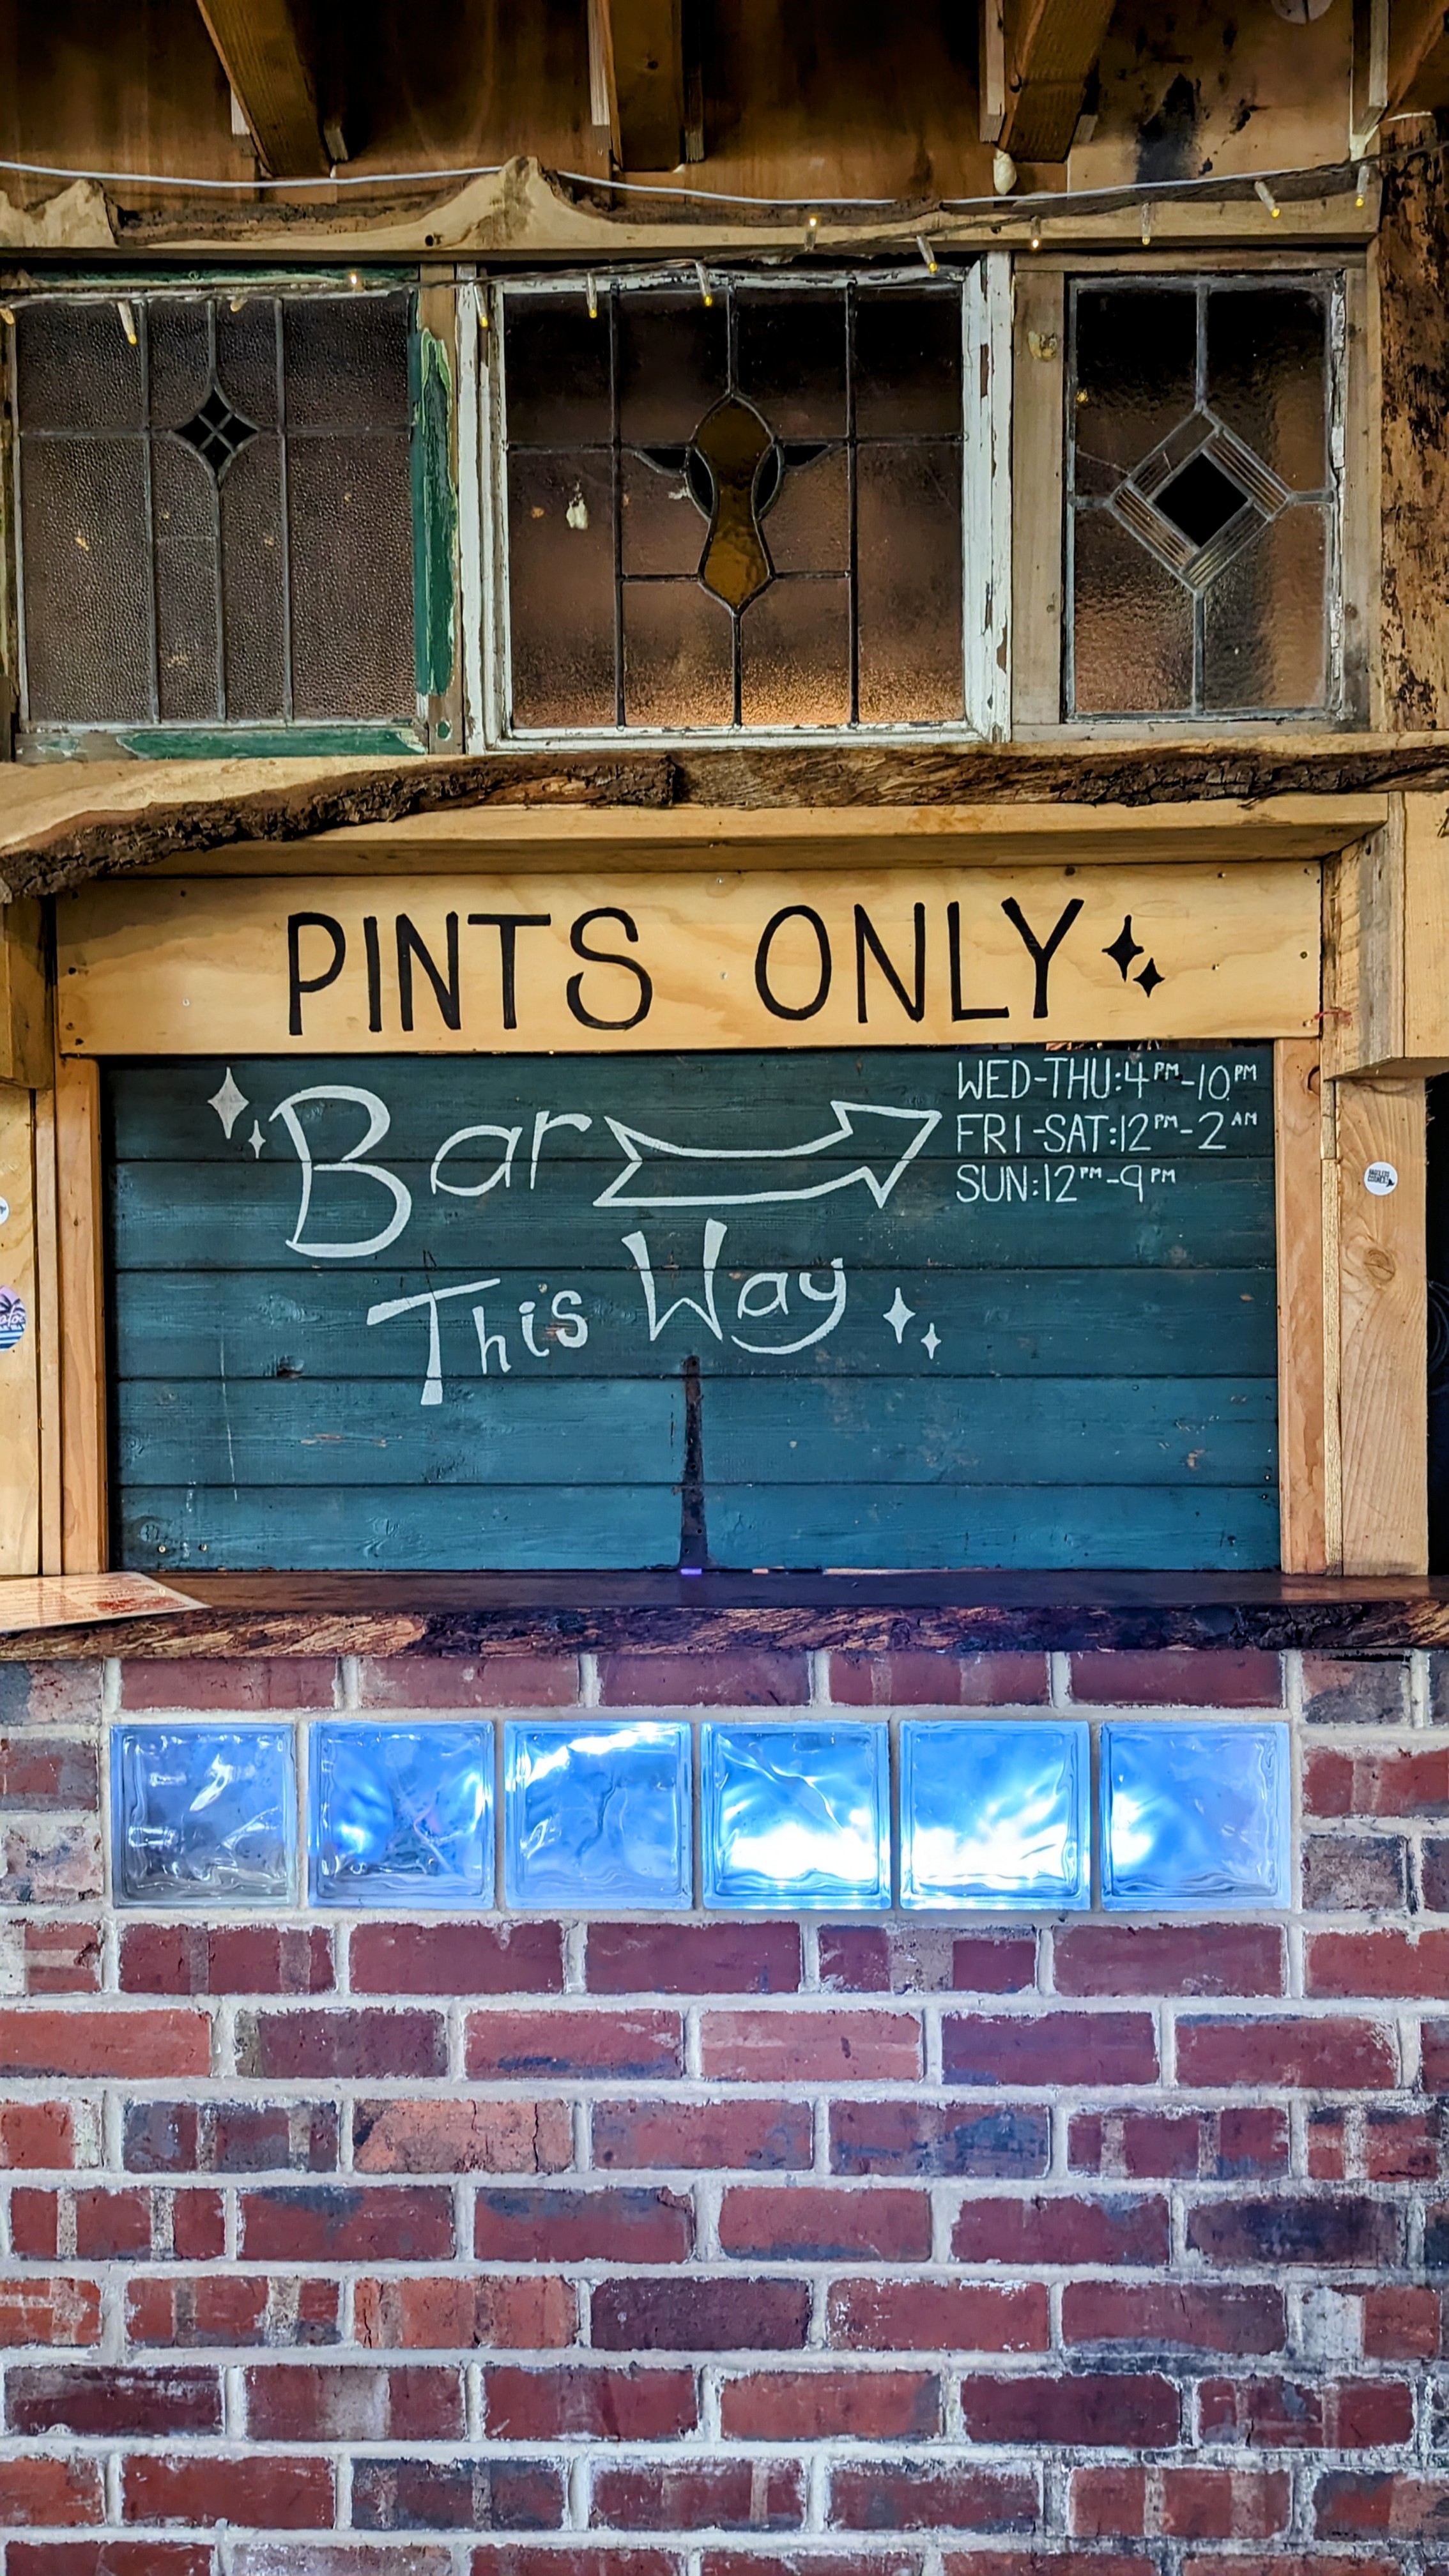 PINTS ONLY
Bar
This Way
WED-THU:4PM-10PM
FRI-SAT:12PM-2AM
SUN:12PM-9PM